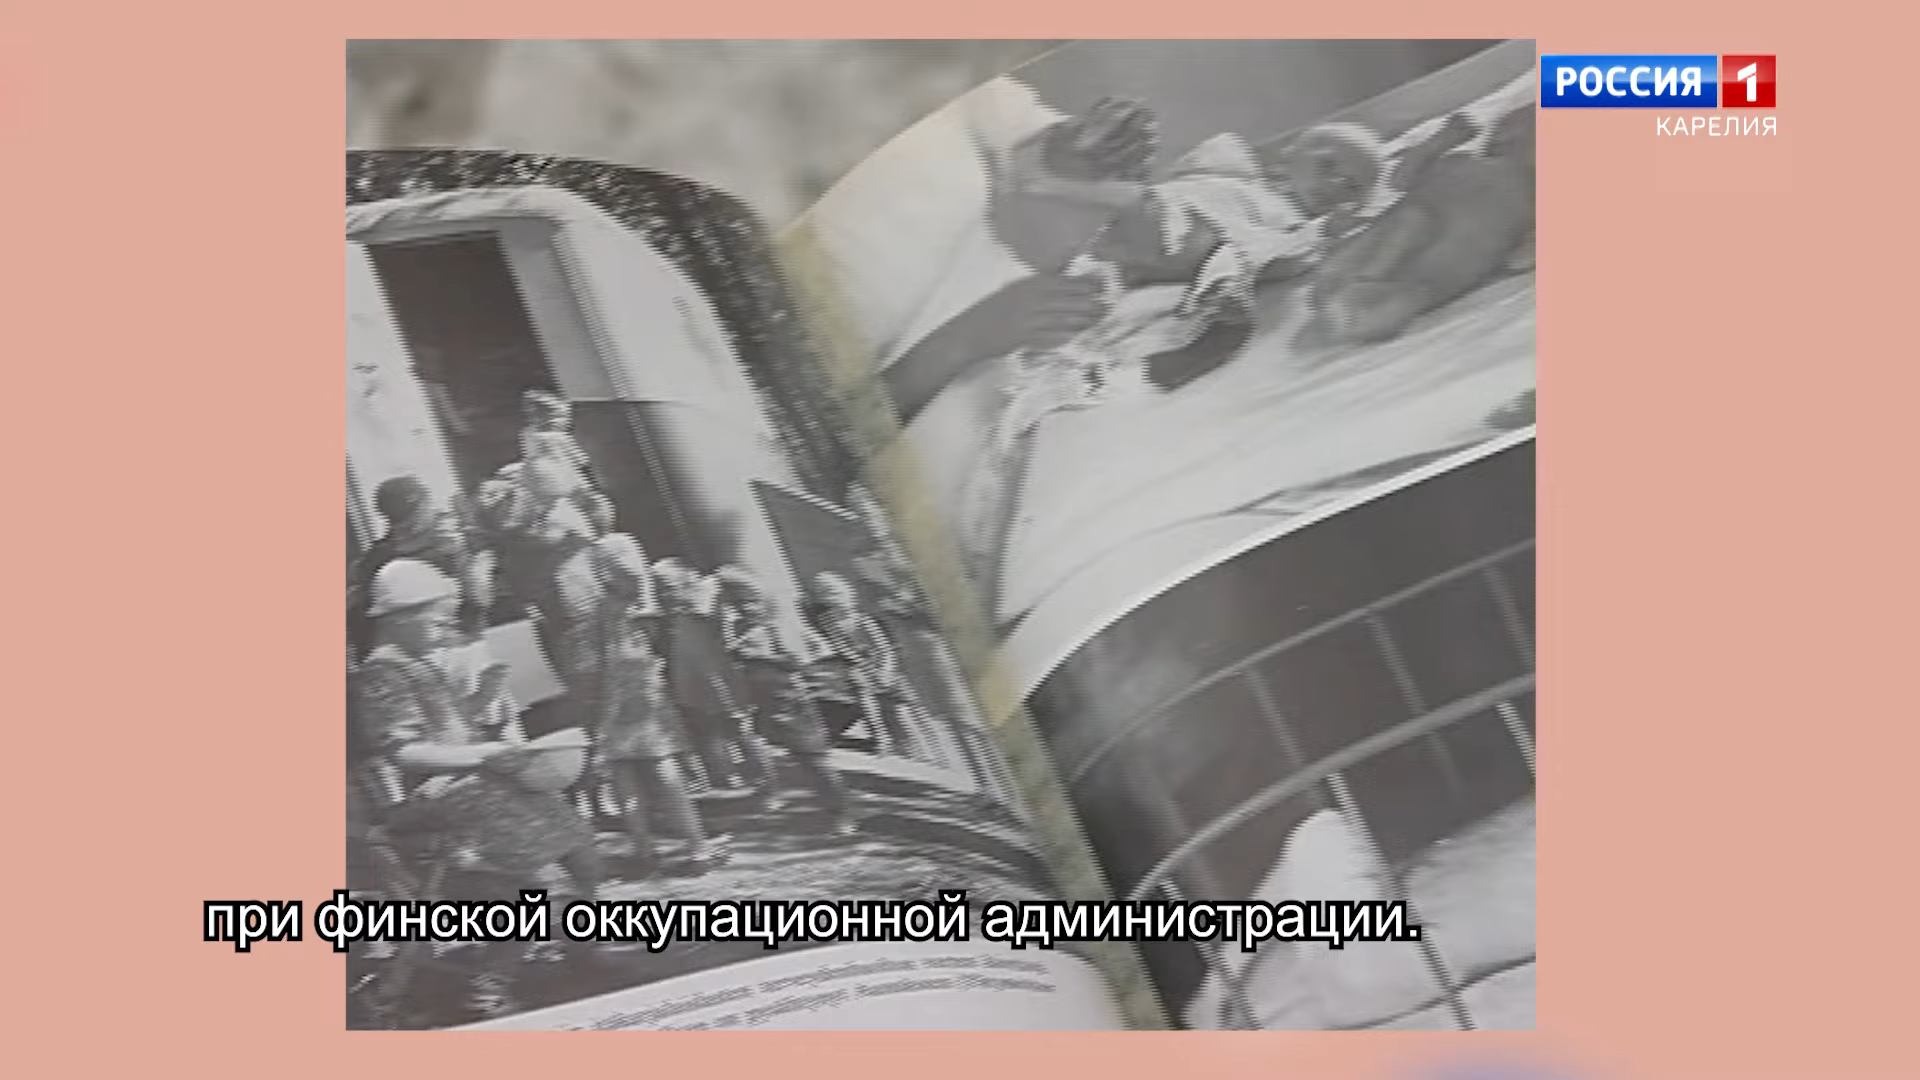 РОССИЯ 1
КАРЕЛИЯ
при финской оккупационной администрации.